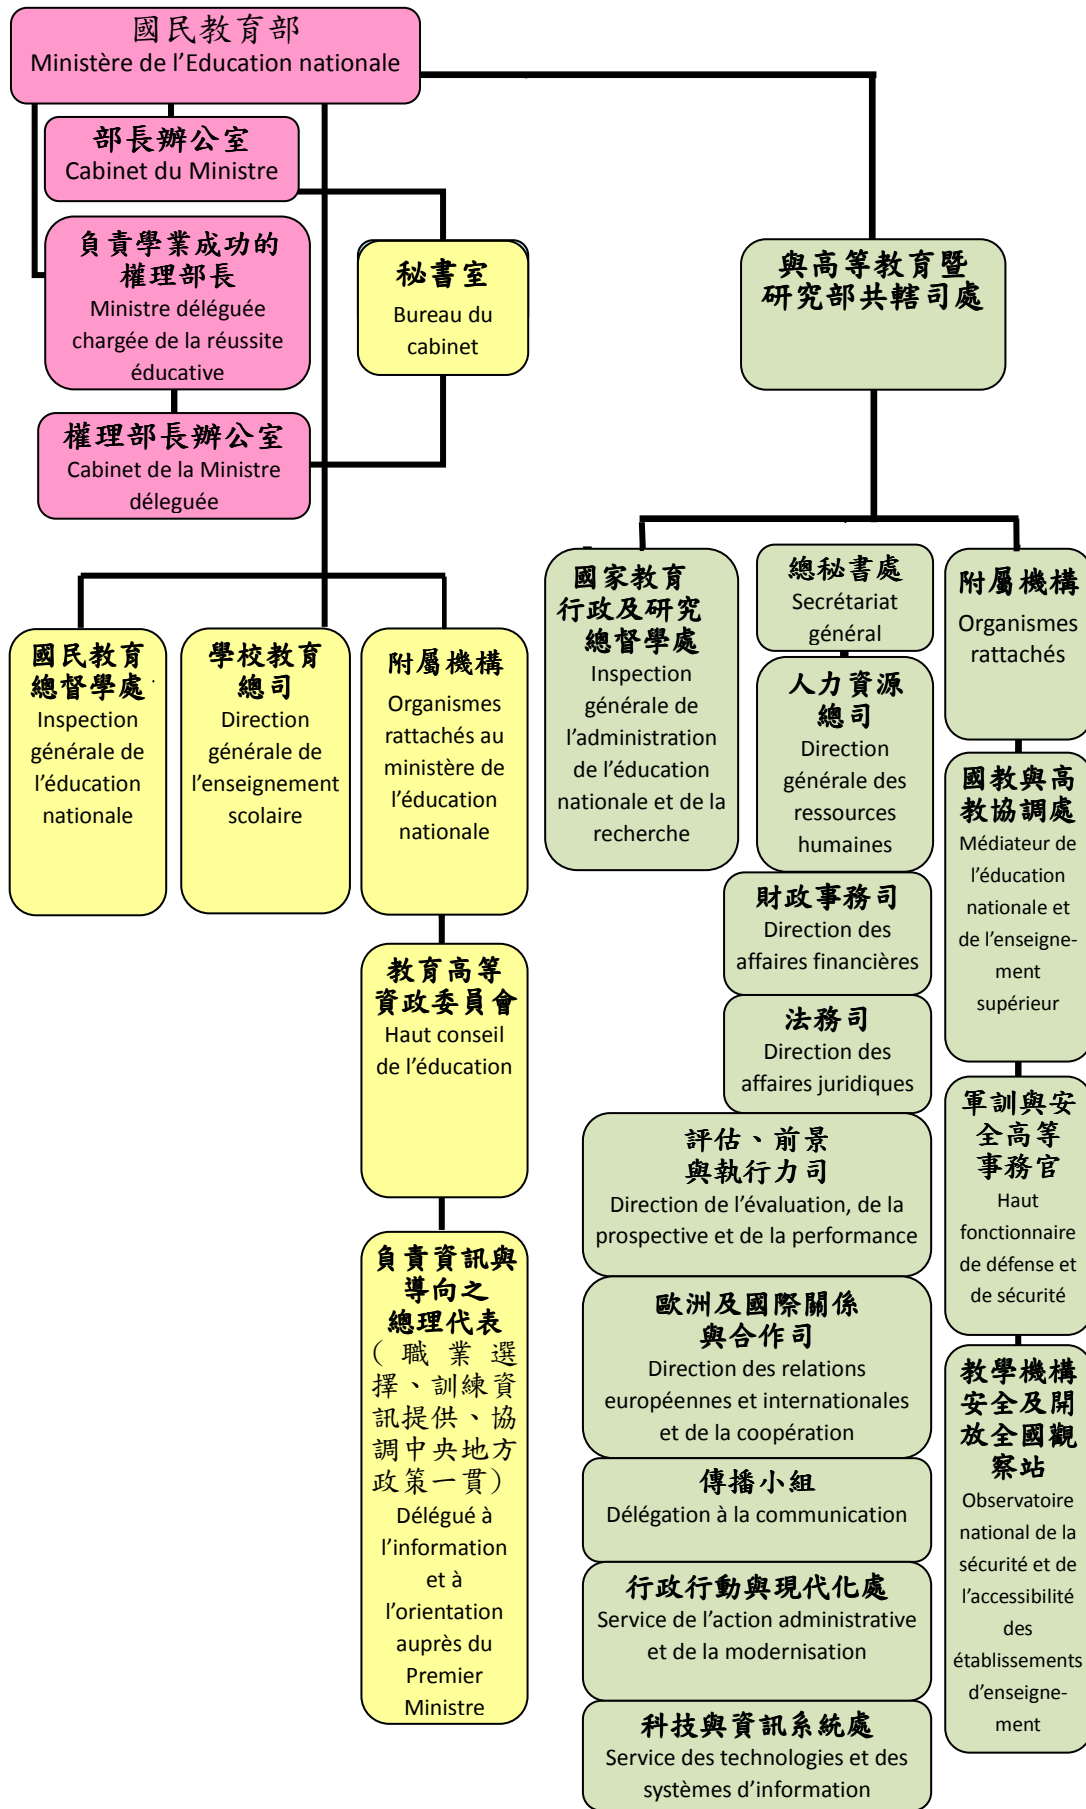 國民教育部
Ministère de l’Education nationale
部長辦公室
Cabinet du Ministre
負責學業成功的
權理部長
Ministre déléguée
chargée de la réussite
éducative
權理部長辦公室
Cabinet de la Ministre
déleguée
秘書室
Bureau du
cabinet
與高等教育暨
研究部共轄司處
國民教育
總督學處
Inspection
générale de
l’éducation
nationale
學校教育
總司
Direction
générale de
l’enseignement
scolaire
附屬機構
Organismes
rattachés au
ministère de
l’éducation
nationale
教育高等
資政委員會
Haut conseil
de l’éducation
負責資訊與
導向之
總理代表
（職業選
擇、訓練資
訊提供、協
調中央地方
政策一貫）
Délégué à
l’information
et à
l’orientation
auprès du
Premier
Ministre
國家教育
行政及研究
總督學處
Inspection
générale de
l’administration
de l’éducation
nationale et de la
recherche
總秘書處
Secrétariat
général
人力資源
總司
Direction
générale des
ressources
humaines
財政事務司
Direction des
affaires financières
法務司
Direction des
affaires juridiques
評估、前景
與執行力司
Direction de l’évaluation, de la
prospective et de la performance
歐洲及國際關係
與合作司
Direction des relations
européennes et internationales
et de la coopération
傳播小組
Délégation à la communication
行政行動與現代化處
Service de l’action administrative
et de la modernisation
科技與資訊系統處
Service des technologies et des
systèmes d’information
附屬機構
Organismes
rattachés
國教與高
教協調處
Médiateur de
l’éducation
nationale et
de l’enseigne-
ment
supérieur
軍訓與安
全高等
事務官
Haut
fonctionnaire
de défense et
de sécurité
教學機構
安全及開
放全國觀
察站
Observatoire
national de la
sécurité et de
l’accessibilité
des
établissements
d’enseigne-
ment